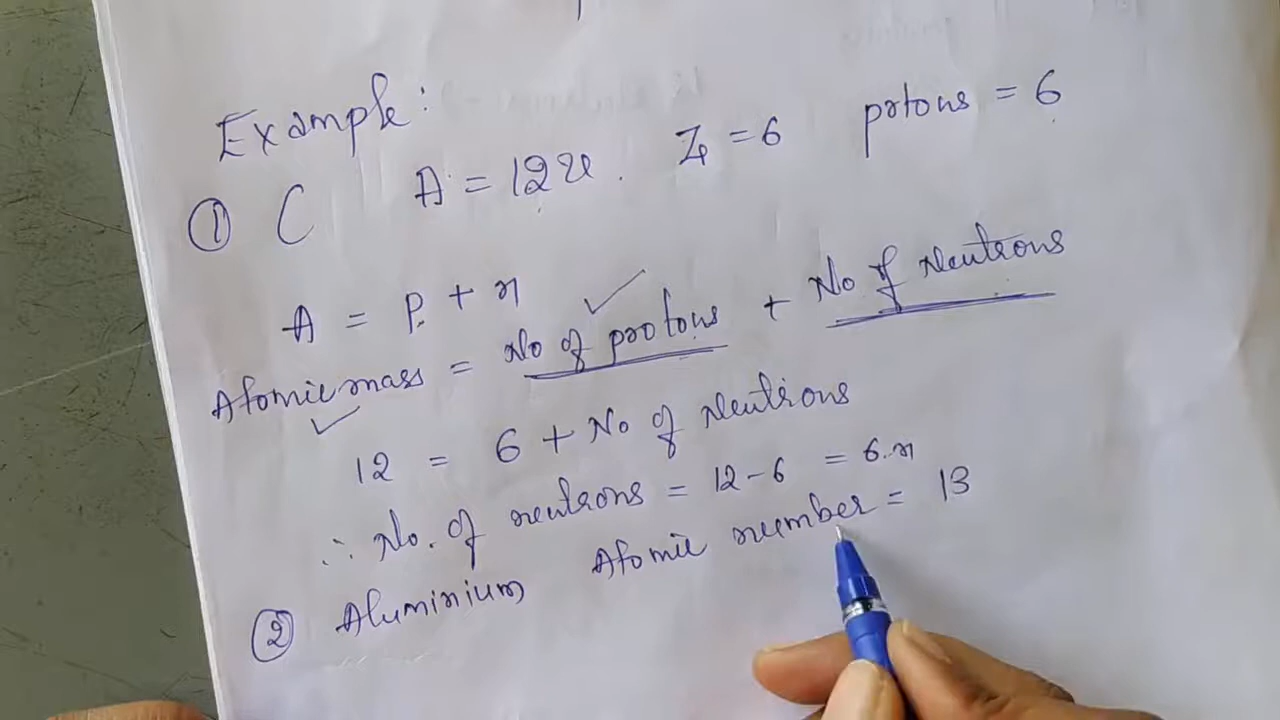 Example:
① C A = 12u. Z = 6 protons = 6
A = P + n
Atomic mass = No of protons + No of Neutrons
12 = 6 + No of Neutrons
∴ No. of neutrons = 12 - 6 = 6.n
② Aluminium Atomic number = 13